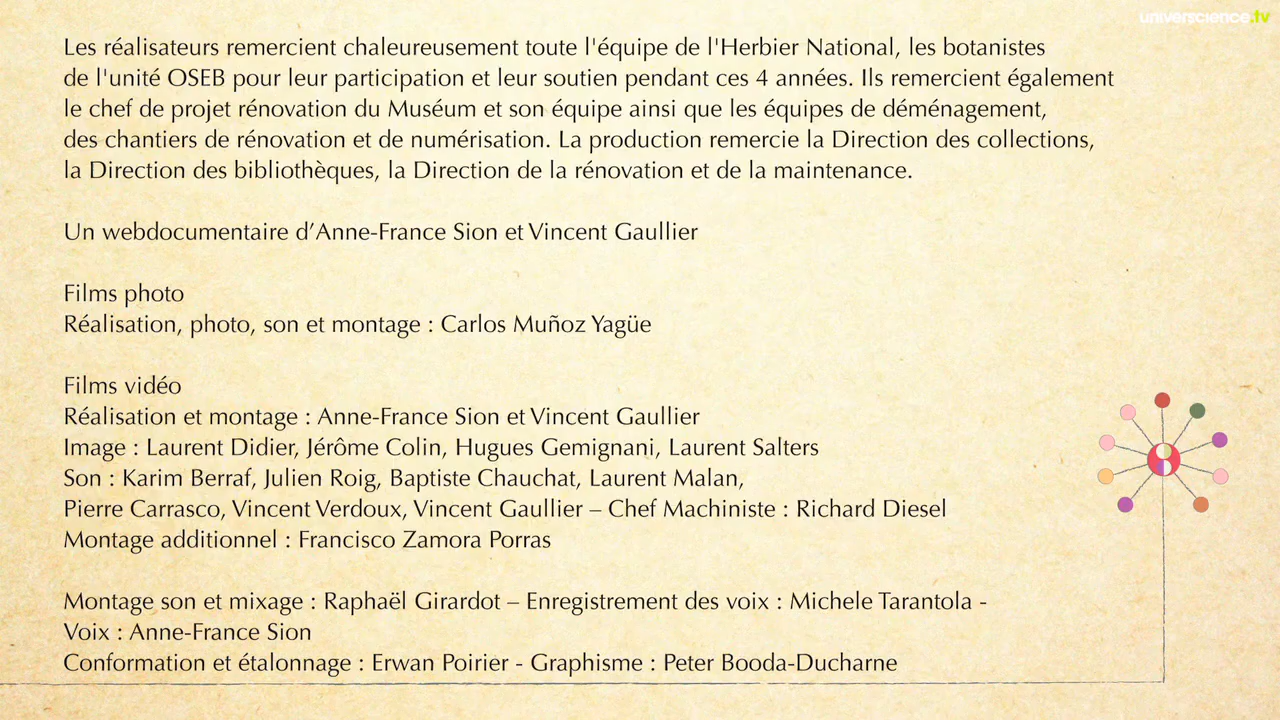 universcience.tv
Les réalisateurs remercient chaleureusement toute l'équipe de l'Herbier National, les botanistes
de l'unité OSEB pour leur participation et leur soutien pendant ces 4 années. Ils remercient également
le chef de projet rénovation du Muséum et son équipe ainsi que les équipes de déménagement,
des chantiers de rénovation et de numérisation. La production remercie la Direction des collections,
la Direction des bibliothèques, la Direction de la rénovation et de la maintenance.
Un webdocumentaire d’Anne-France Sion et Vincent Gaullier
Films photo
Réalisation, photo, son et montage : Carlos Muñoz Yagüe
Films vidéo
Réalisation et montage : Anne-France Sion et Vincent Gaullier
Image : Laurent Didier, Jérôme Colin, Hugues Gemignani, Laurent Salters
Son : Karim Berraf, Julien Roig, Baptiste Chauchat, Laurent Malan,
Pierre Carrasco, Vincent Verdoux, Vincent Gaullier – Chef Machiniste : Richard Diesel
Montage additionnel : Francisco Zamora Porras
Montage son et mixage : Raphaël Girardot – Enregistrement des voix : Michele Tarantola -
Voix : Anne-France Sion
Conformation et étalonnage : Erwan Poirier - Graphisme : Peter Booda-Ducharne